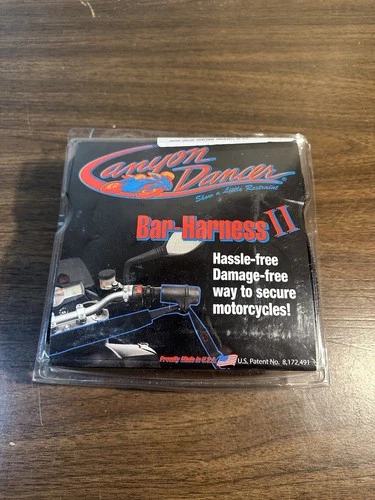 Canyon
Dancer®
Show a Little Restraint
Bar-Harness II
Hassle-free
Damage-free
way to secure
motorcycles!
Proudly Made in U.S.A.
U.S. Patent No. 8,172,491